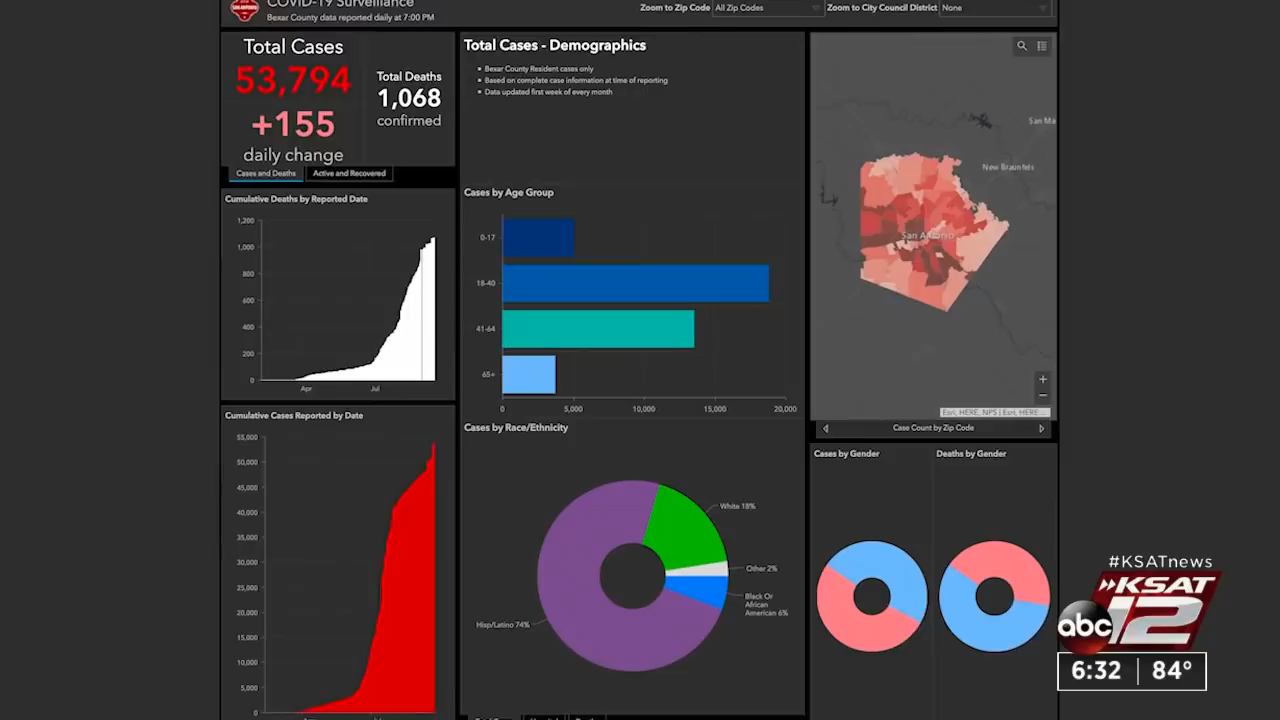 COVID-19 Surveillance
Bexar County data reported daily at 7:00 PM
Zoom to Zip Code
All Zip Codes
Zoom to City Council District
None
Total Cases
53,794
+155
daily change
Total Deaths
1,068
confirmed
Cases and Deaths
Active and Recovered
Cumulative Deaths by Reported Date
1,200
1,000
800
600
400
200
0
Apr
Jul
Cumulative Cases Reported by Date
55,000
50,000
45,000
40,000
35,000
30,000
25,000
20,000
15,000
10,000
5,000
0
Total Cases - Demographics
Bexar County Resident cases only
Based on complete case information at time of reporting
Data updated first week of every month
Cases by Age Group
0-17
18-40
41-64
65+
0
5,000
10,000
15,000
20,000
Cases by Race/Ethnicity
White 18%
Other 2%
Black Or
African
American 6%
Hisp/Latino 74%
San Ma
New Braunfels
San Antonio
+
−
Esri, HERE, NPS | Esri, HERE...
Case Count by Zip Code
Cases by Gender
Deaths by Gender
#KSATnews
KSAT
abc
12
6:32
84°